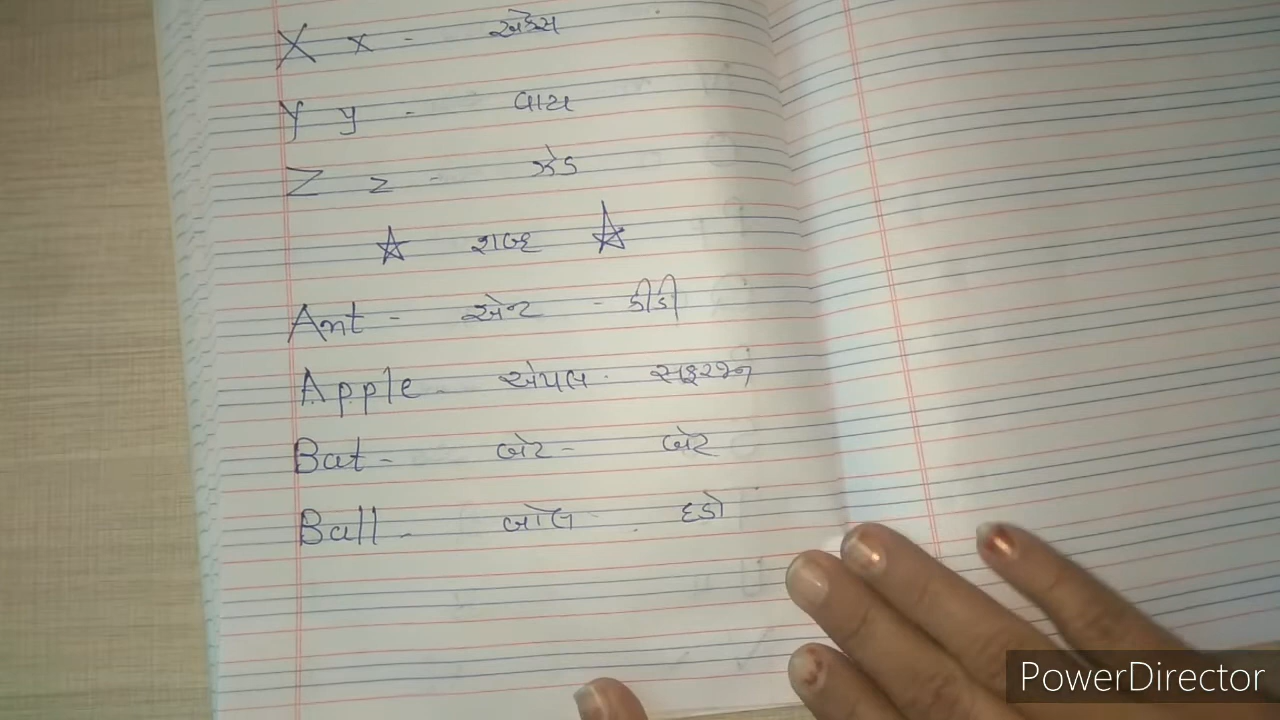 X x - એક્સ
Y y - વાય
Z z - ઝેડ
☆ શબ્દ ☆
Ant - એન્ટ - કીડી
Apple - એપલ - સફરજન
Bat - બેટ - બેટ
Ball - બોલ - દડો
PowerDirector